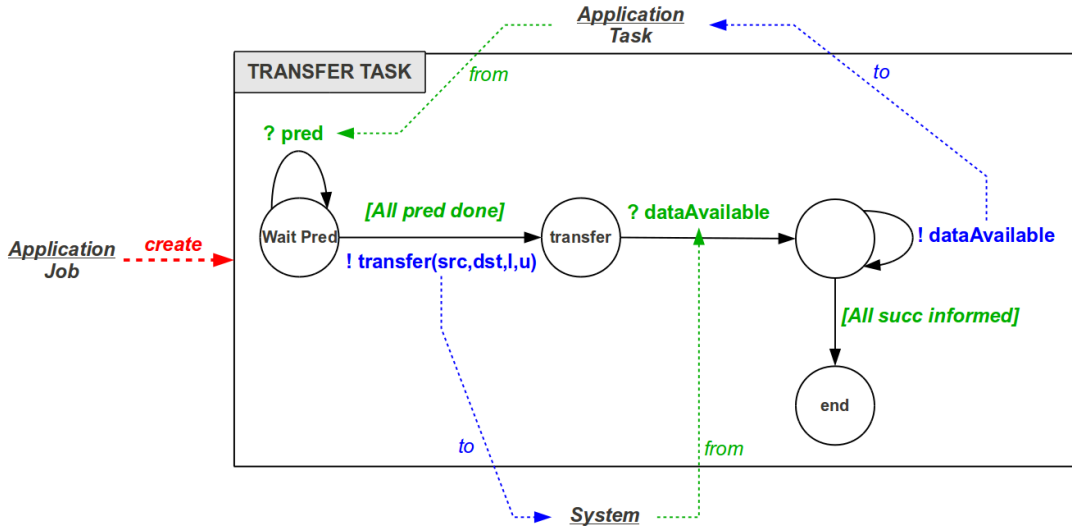 Application
Task
TRANSFER TASK
from
to
? pred
[All pred done]
? dataAvailable
Wait Pred
transfer
! dataAvailable
Application
Job
create
! transfer(src,dst,l,u)
[All succ informed]
end
to
from
System